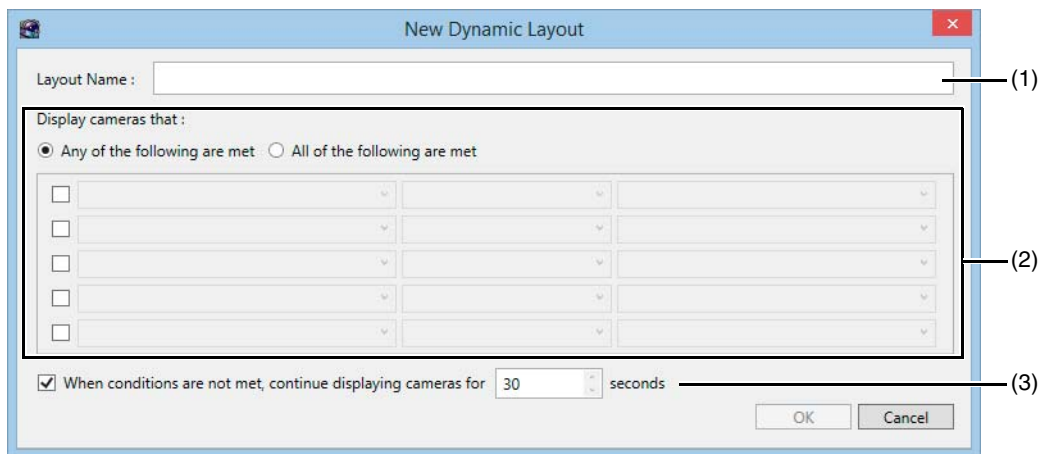 New Dynamic Layout
Layout Name :
(1)
Display cameras that :
Any of the following are met All of the following are met
(2)
When conditions are not met, continue displaying cameras for 30 seconds
(3)
OK Cancel